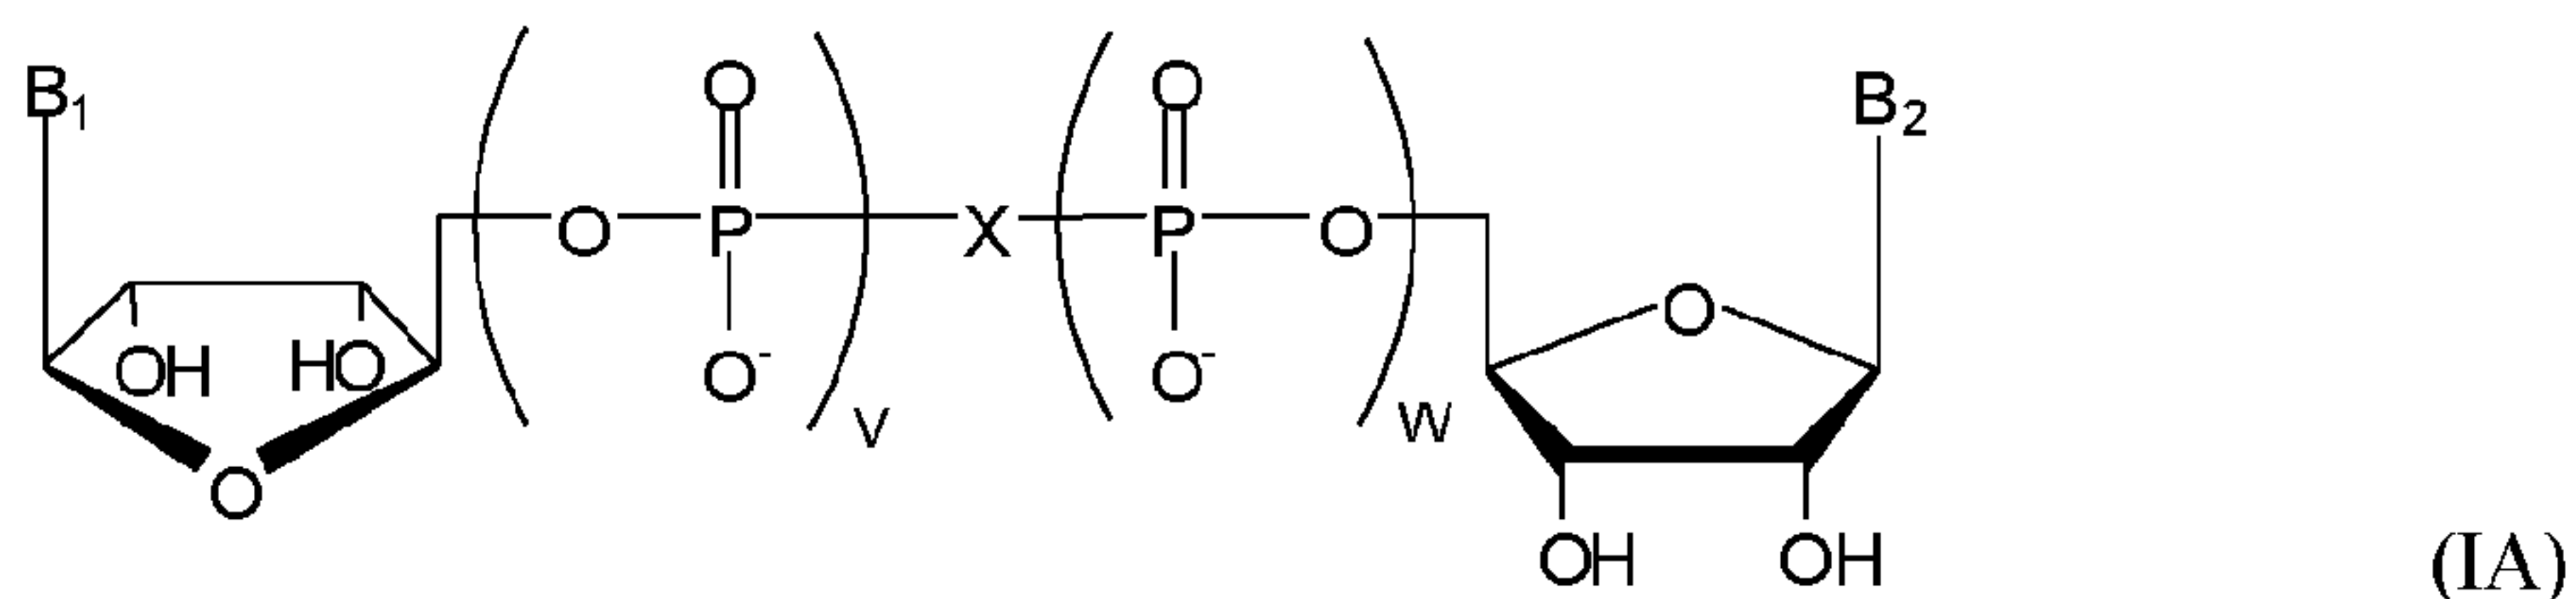 B1 O O B2
O P X P O
OH HO O- O- O
V W
O
OH OH (IA)